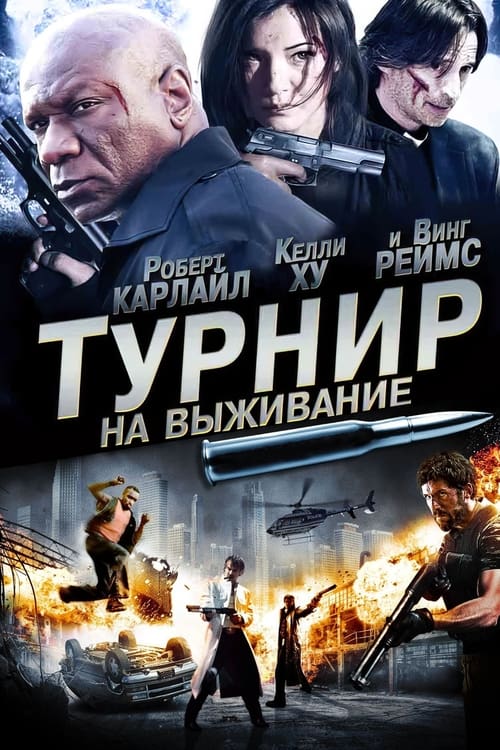 Роберт Карлайл
Келли Ху
и Винг Реймс
Турнир
на выживание